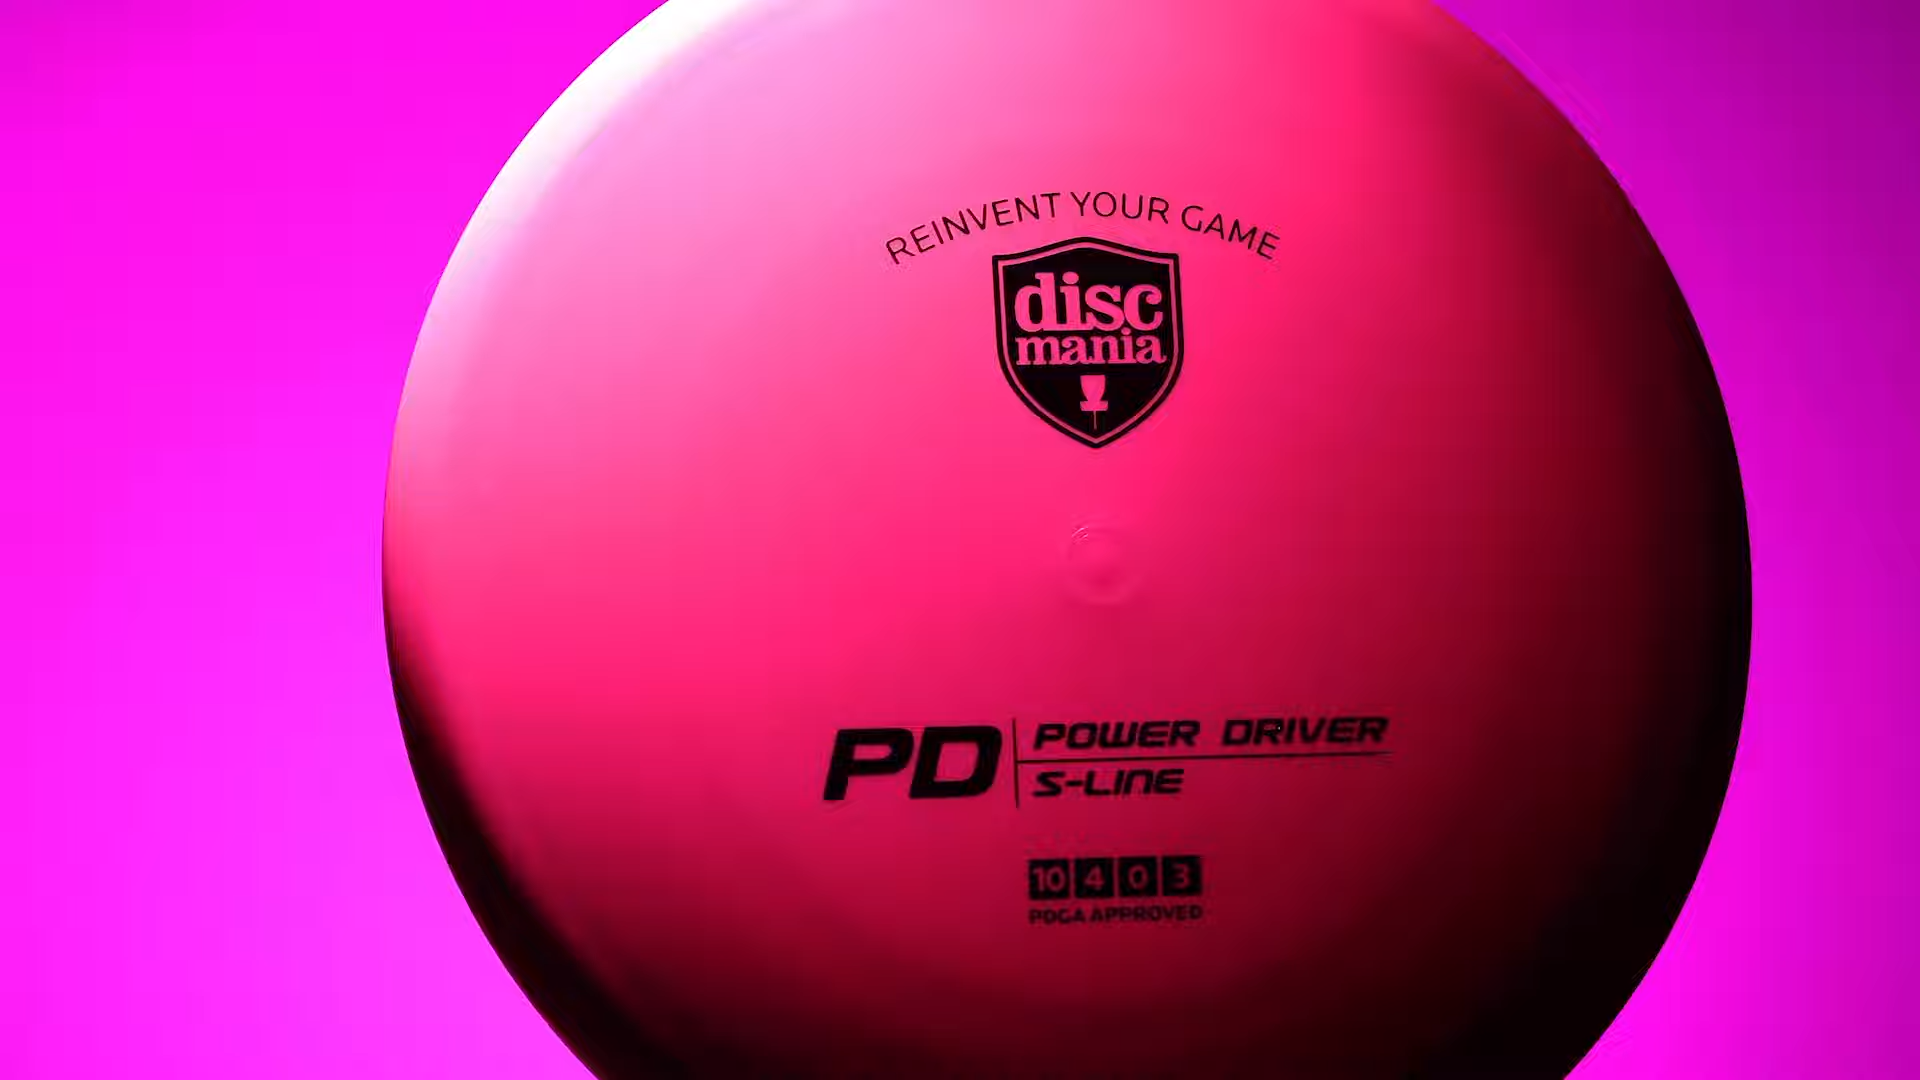 REINVENT YOUR GAME
disc
mania
PD
POWER DRIVER
S-LINE
10 4 0 3
PDGA APPROVED